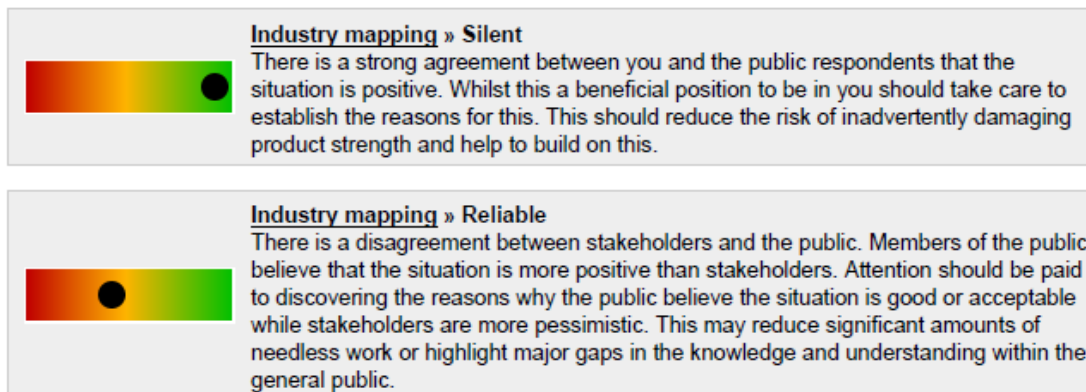 Industry mapping » Silent
There is a strong agreement between you and the public respondents that the
situation is positive. Whilst this a beneficial position to be in you should take care to
establish the reasons for this. This should reduce the risk of inadvertently damaging
product strength and help to build on this.
Industry mapping » Reliable
There is a disagreement between stakeholders and the public. Members of the public
believe that the situation is more positive than stakeholders. Attention should be paid
to discovering the reasons why the public believe the situation is good or acceptable
while stakeholders are more pessimistic. This may reduce significant amounts of
needless work or highlight major gaps in the knowledge and understanding within the
general public.